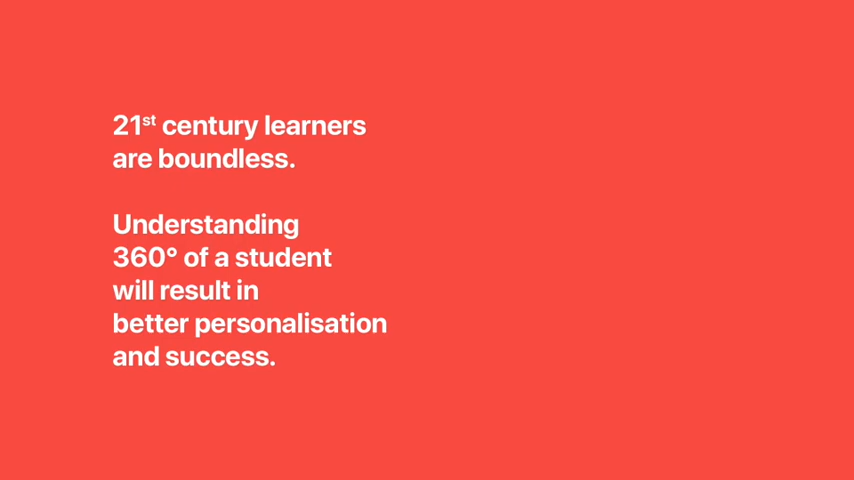 21st century learners
are boundless.
Understanding
360° of a student
will result in
better personalisation
and success.